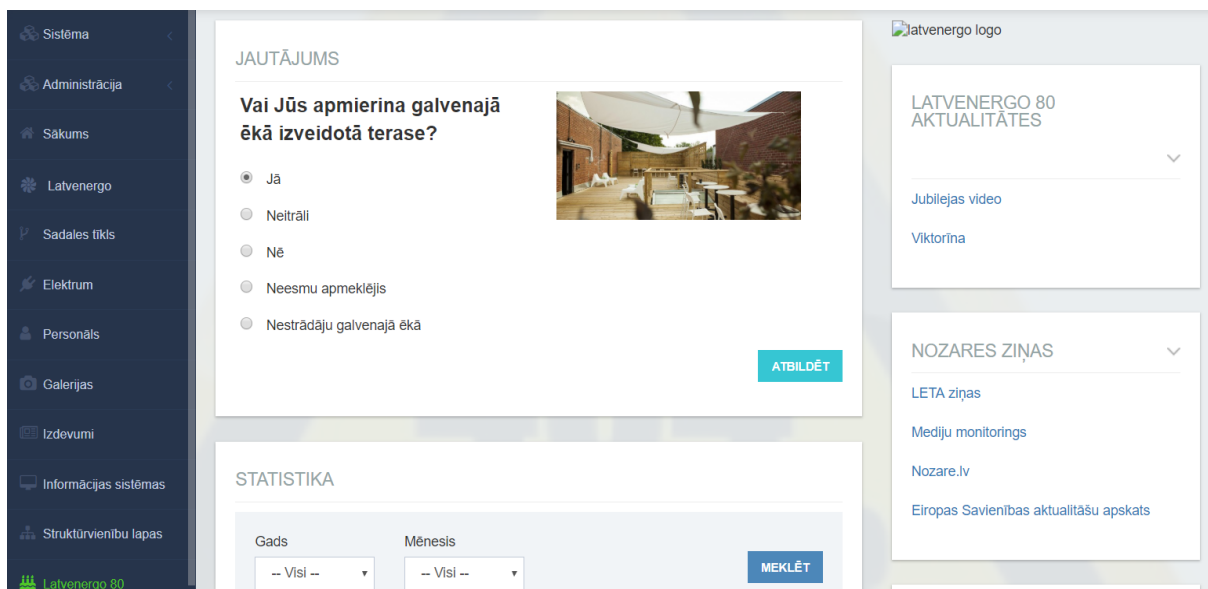 Sistēma
Administrācija
Sākums
Latvenergo
Sadales tīkls
Elektrum
Personāls
Galerijas
Izdevumi
Informācijas sistēmas
Struktūrvienību lapas
Latvenergo 80
JAUTĀJUMS
Vai Jūs apmierina galvenajā
ēkā izveidotā terase?
Jā
Neitrāli
Nē
Neesmu apmeklējis
Nestrādāju galvenajā ēkā
ATBILDĒT
STATISTIKA
Gads
Mēnesis
-- Visi --
-- Visi --
MEKLĒT
latvenergo logo
LATVENERGO 80
AKTUALITĀTES
Jubilejas video
Viktorīna
NOZARES ZIŅAS
LETA ziņas
Mediju monitorings
Nozare.lv
Eiropas Savienības aktualitāšu apskats